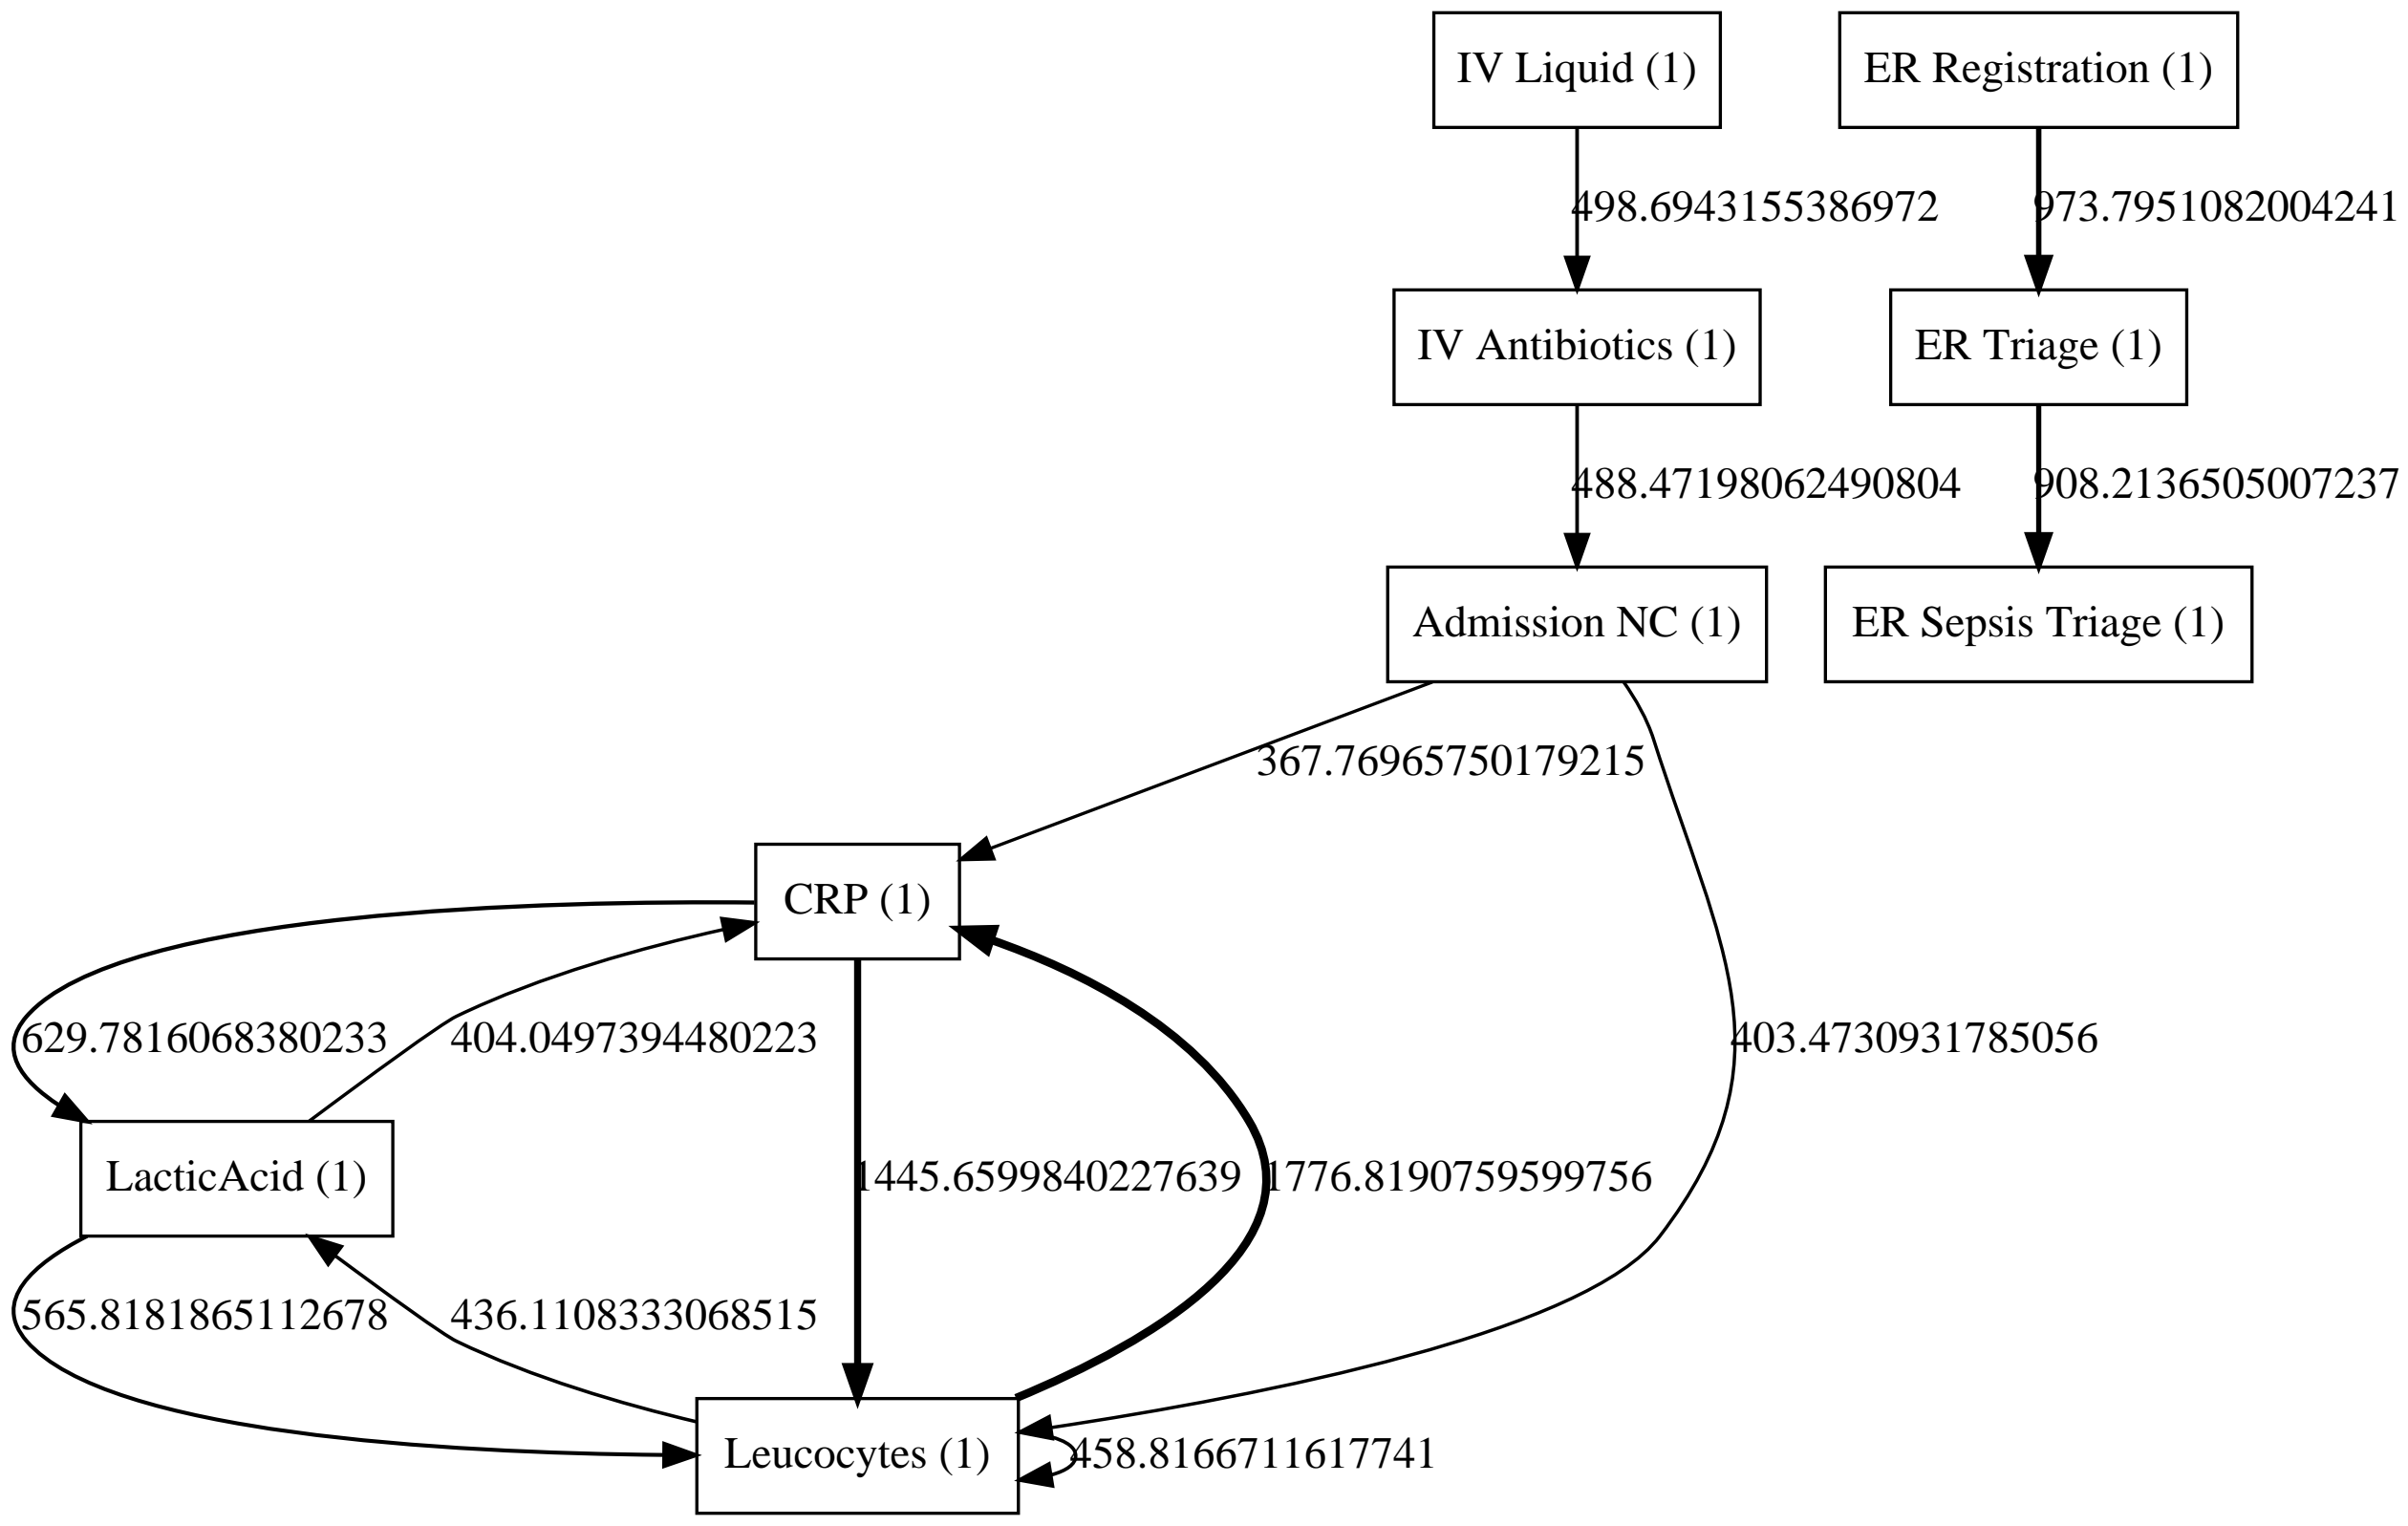 IV Liquid (1)
ER Registration (1)
498.6943155386972
973.7951082004241
IV Antibiotics (1)
ER Triage (1)
488.47198062490804
908.2136505007237
Admission NC (1)
ER Sepsis Triage (1)
367.76965750179215
CRP (1)
629.7816068380233
404.0497394480223
403.4730931785056
LacticAcid (1)
1445.6599840227639
1776.8190759599756
565.8181865112678
436.1108333068515
Leucocytes (1)
458.8166711617741